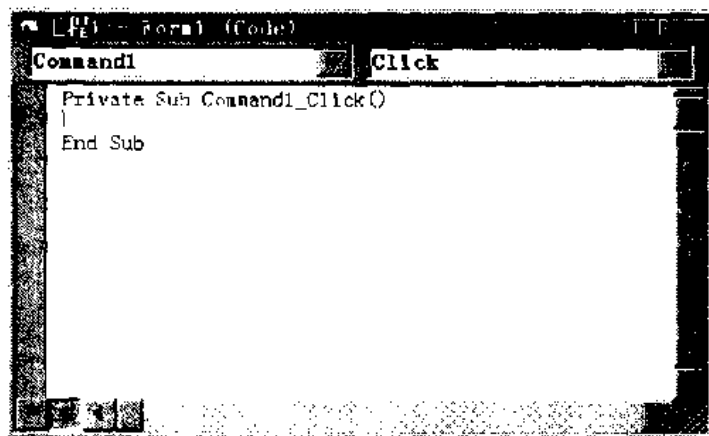 Form1 (Code)
Command1 Click
Private Sub Command1_Click()
End Sub